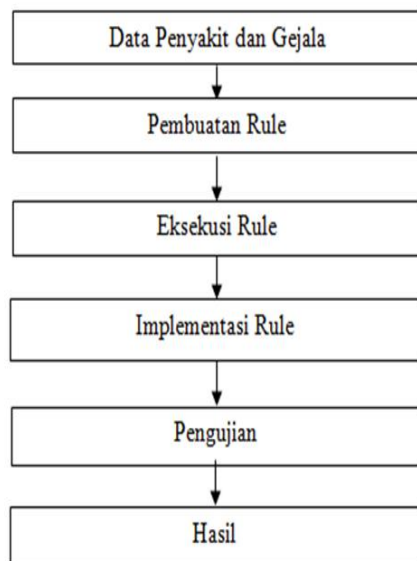 Data Penyakit dan Gejala
Pembuatan Rule
Eksekusi Rule
Implementasi Rule
Pengujian
Hasil